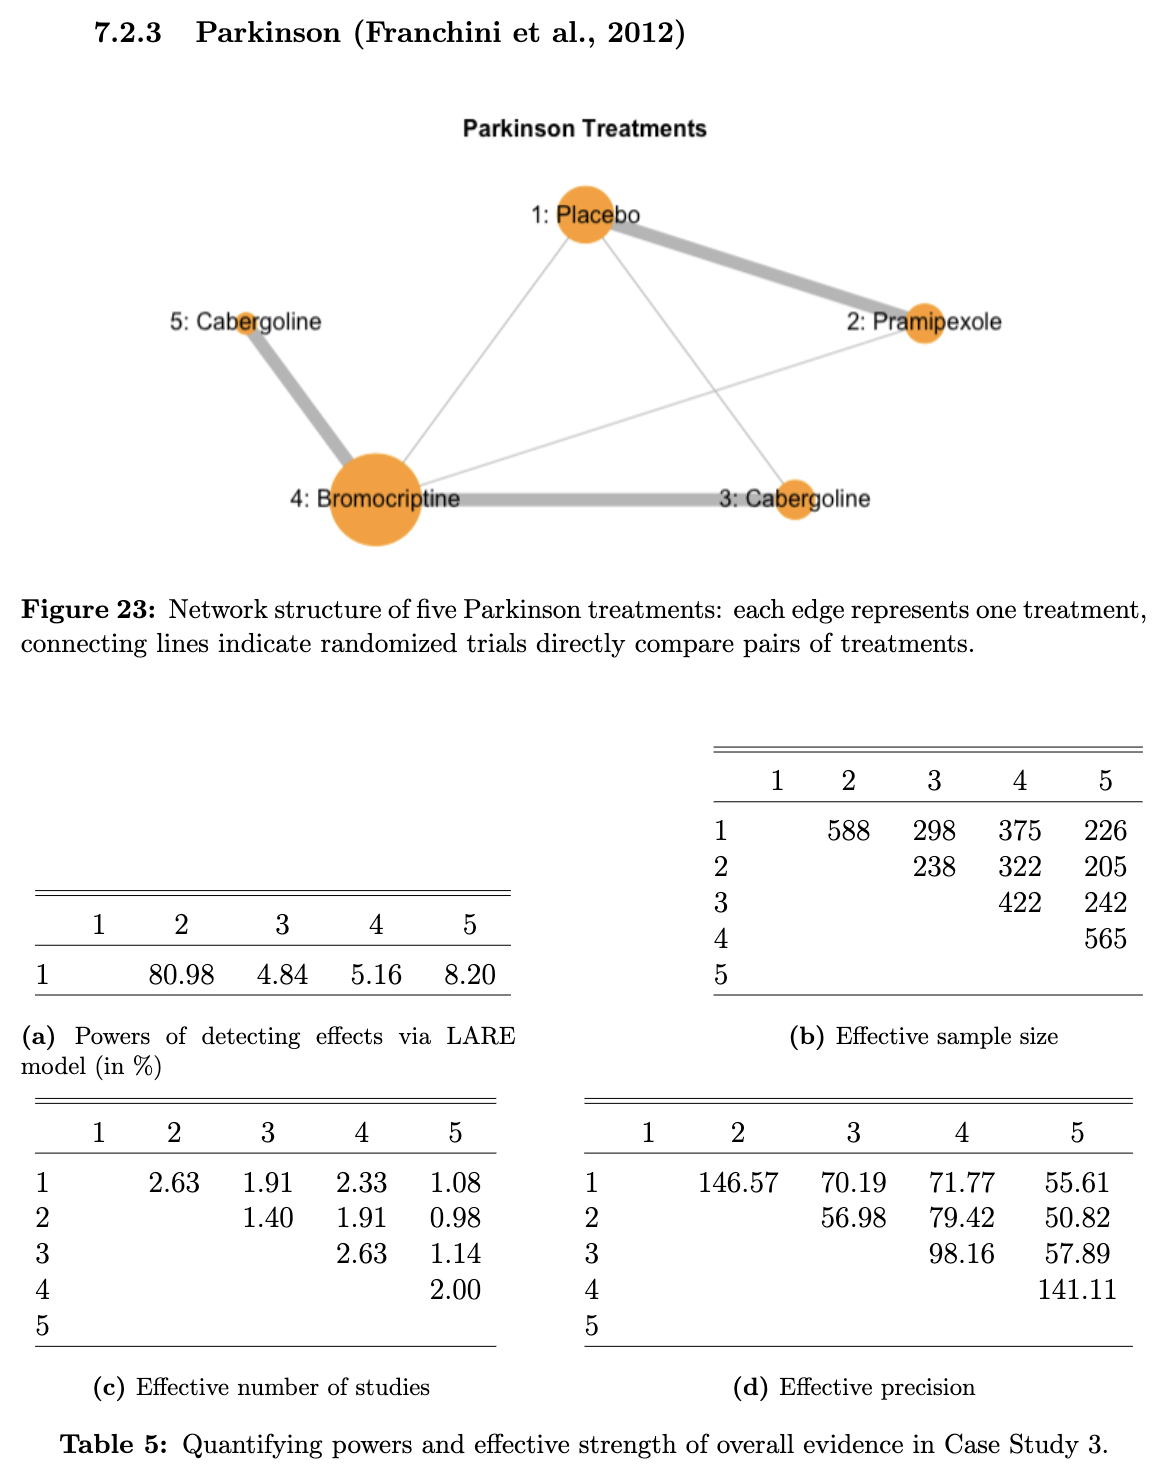 7.2.3 Parkinson (Franchini et al., 2012)
Parkinson Treatments
1: Placebo
5: Cabergoline
2: Pramipexole
4: Bromocriptine
3: Cabergoline
Figure 23: Network structure of five Parkinson treatments: each edge represents one treatment,
connecting lines indicate randomized trials directly compare pairs of treatments.
1 2 3 4 5
1 80.98 4.84 5.16 8.20
(a) Powers of detecting effects via LARE
model (in %)
1 2 3 4 5
1 588 298 375 226
2 238 322 205
3 422 242
4 565
5
(b) Effective sample size
1 2 3 4 5
1 2.63 1.91 2.33 1.08
2 1.40 1.91 0.98
3 2.63 1.14
4 2.00
5
(c) Effective number of studies
1 2 3 4 5
1 146.57 70.19 71.77 55.61
2 56.98 79.42 50.82
3 98.16 57.89
4 141.11
5
(d) Effective precision
Table 5: Quantifying powers and effective strength of overall evidence in Case Study 3.